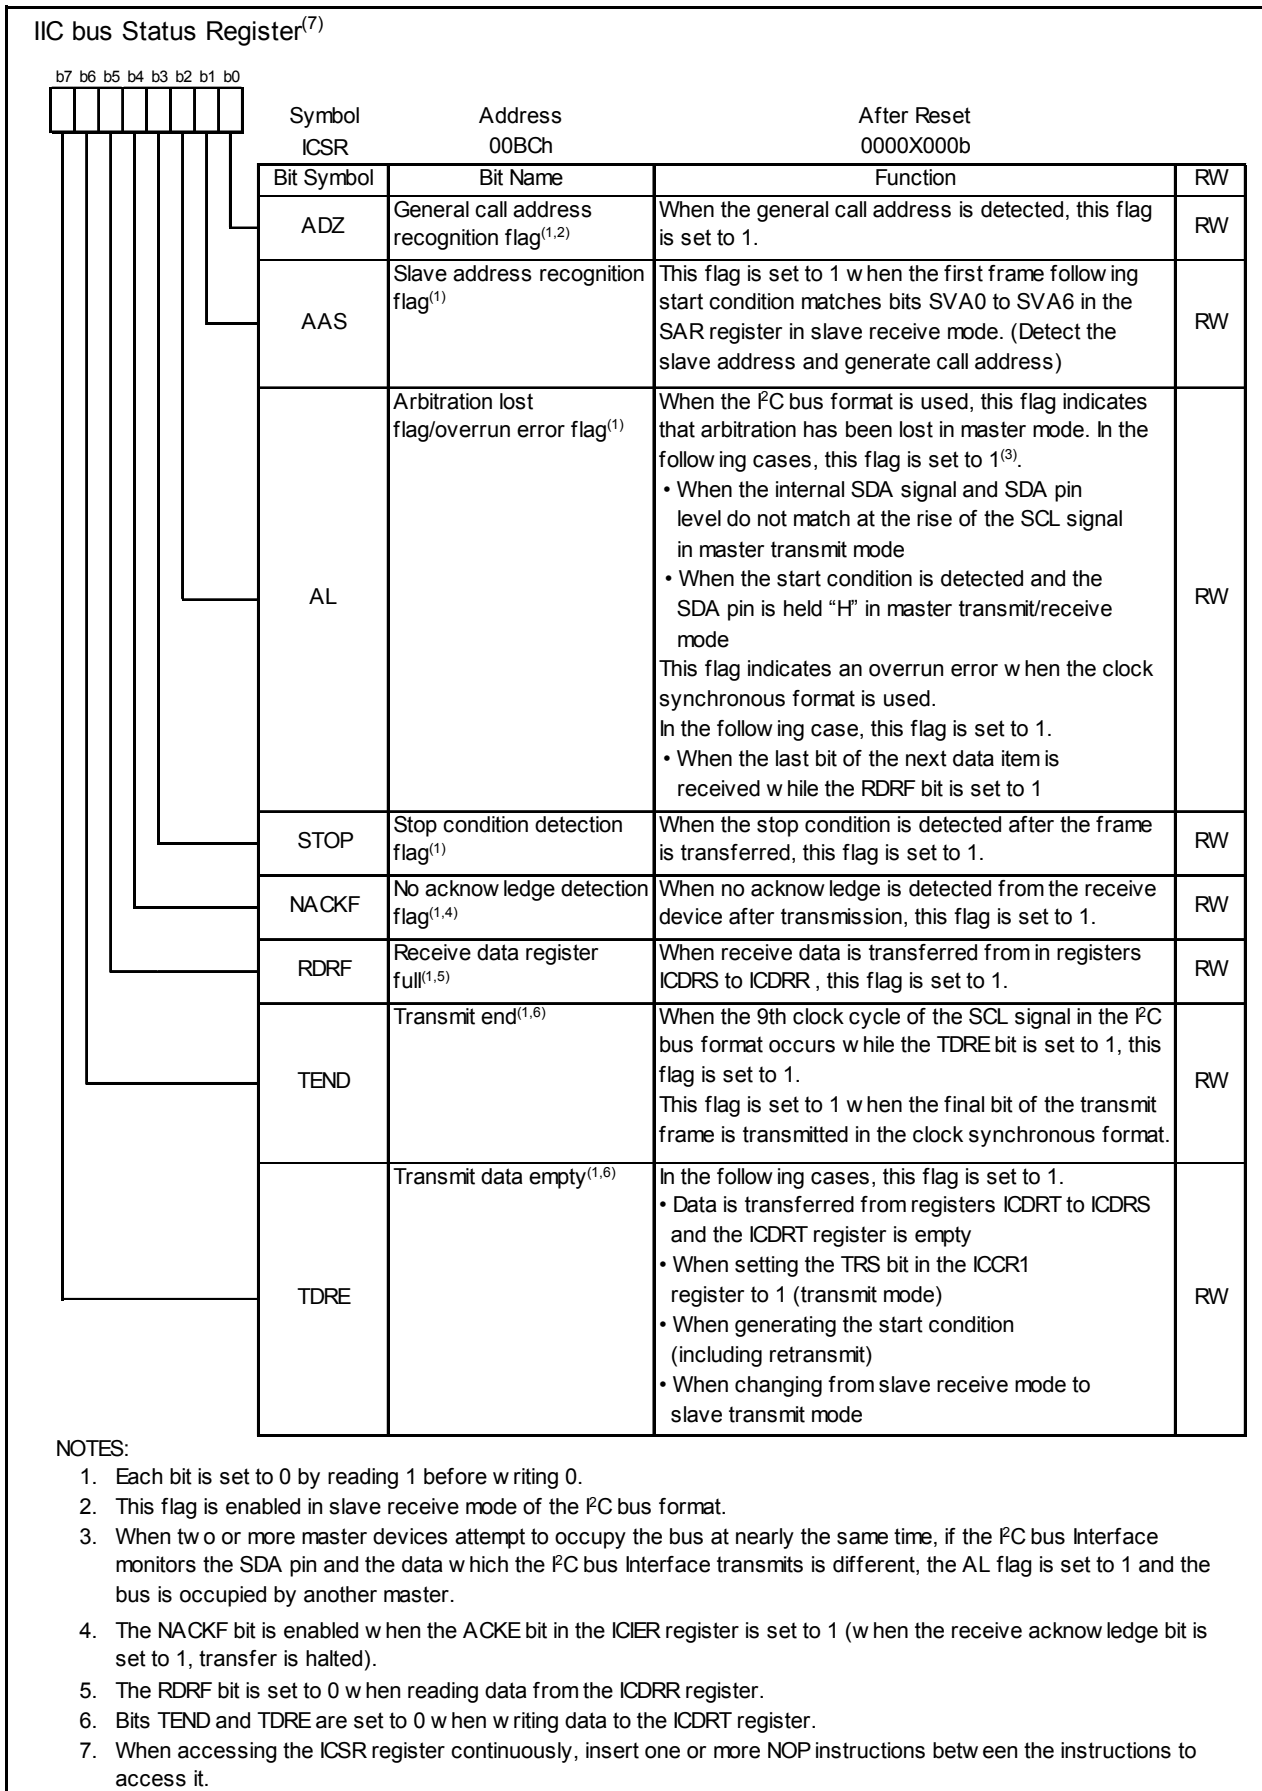 IIC bus Status Register(7)
b7 b6 b5 b4 b3 b2 b1 b0
Symbol Address After Reset
ICSR 00BCh 0000X000b
Bit Symbol Bit Name Function RW
ADZ General call address recognition flag(1,2) When the general call address is detected, this flag is set to 1. RW
AAS Slave address recognition flag(1) This flag is set to 1 when the first frame following
start condition matches bits SVA0 to SVA6 in the
SAR register in slave receive mode. (Detect the
slave address and generate call address) RW
AL Arbitration lost flag/overrun error flag(1) When the I2C bus format is used, this flag indicates
that arbitration has been lost in master mode. In the
following cases, this flag is set to 1(3).
• When the internal SDA signal and SDA pin
level do not match at the rise of the SCL signal
in master transmit mode
• When the start condition is detected and the
SDA pin is held “H” in master transmit/receive
mode
This flag indicates an overrun error when the clock
synchronous format is used.
In the following case, this flag is set to 1.
• When the last bit of the next data item is
received while the RDRF bit is set to 1 RW
STOP Stop condition detection flag(1) When the stop condition is detected after the frame
is transferred, this flag is set to 1. RW
NACKF No acknowledge detection flag(1,4) When no acknowledge is detected from the receive
device after transmission, this flag is set to 1. RW
RDRF Receive data register full(1,5) When receive data is transferred from in registers
ICDRS to ICDRR , this flag is set to 1. RW
TEND Transmit end(1,6) When the 9th clock cycle of the SCL signal in the I2C
bus format occurs while the TDRE bit is set to 1, this
flag is set to 1.
This flag is set to 1 when the final bit of the transmit
frame is transmitted in the clock synchronous format. RW
TDRE Transmit data empty(1,6) In the following cases, this flag is set to 1.
• Data is transferred from registers ICDRT to ICDRS
and the ICDRT register is empty
• When setting the TRS bit in the ICCR1
register to 1 (transmit mode)
• When generating the start condition
(including retransmit)
• When changing from slave receive mode to
slave transmit mode RW
NOTES:
1. Each bit is set to 0 by reading 1 before writing 0.
2. This flag is enabled in slave receive mode of the I2C bus format.
3. When two or more master devices attempt to occupy the bus at nearly the same time, if the I2C bus Interface
monitors the SDA pin and the data which the I2C bus Interface transmits is different, the AL flag is set to 1 and the
bus is occupied by another master.
4. The NACKF bit is enabled when the ACKE bit in the ICIER register is set to 1 (when the receive acknowledge bit is
set to 1, transfer is halted).
5. The RDRF bit is set to 0 when reading data from the ICDRR register.
6. Bits TEND and TDRE are set to 0 when writing data to the ICDRT register.
7. When accessing the ICSR register continuously, insert one or more NOP instructions between the instructions to
access it.